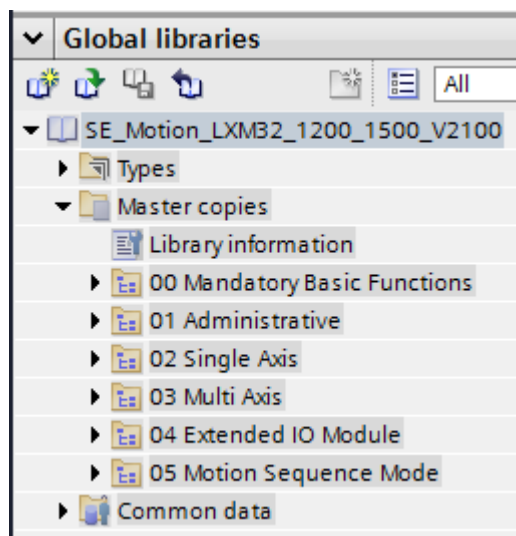 Global libraries
All
SE_Motion_LXM32_1200_1500_V2100
Types
Master copies
Library information
00 Mandatory Basic Functions
01 Administrative
02 Single Axis
03 Multi Axis
04 Extended IO Module
05 Motion Sequence Mode
Common data